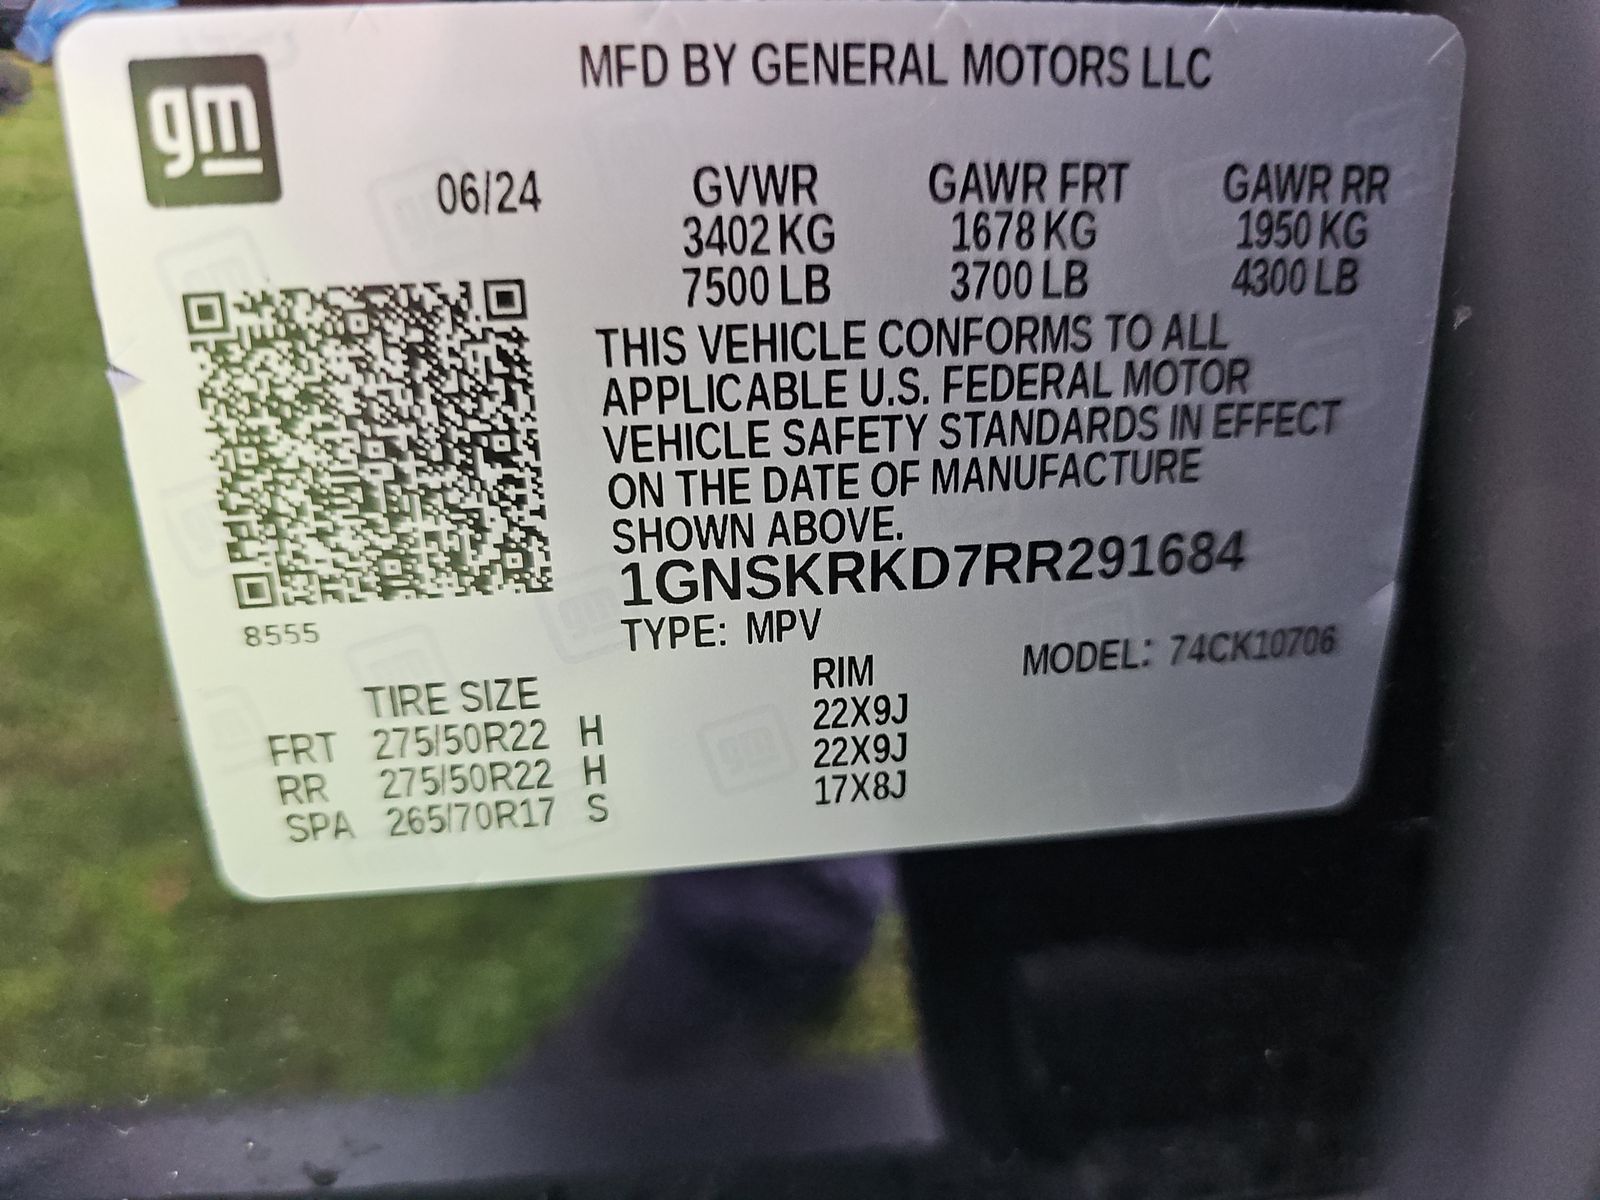 gm
MFD BY GENERAL MOTORS LLC
06/24
GVWR GAWR FRT GAWR RR
3402 KG 1678 KG 1950 KG
7500 LB 3700 LB 4300 LB
THIS VEHICLE CONFORMS TO ALL
APPLICABLE U.S. FEDERAL MOTOR
VEHICLE SAFETY STANDARDS IN EFFECT
ON THE DATE OF MANUFACTURE
SHOWN ABOVE.
1GNSKRKD7RR291684
8555
TYPE: MPV
MODEL: 74CK10706
TIRE SIZE RIM
FRT 275/50R22 H 22X9J
RR 275/50R22 H 22X9J
SPA 265/70R17 S 17X8J